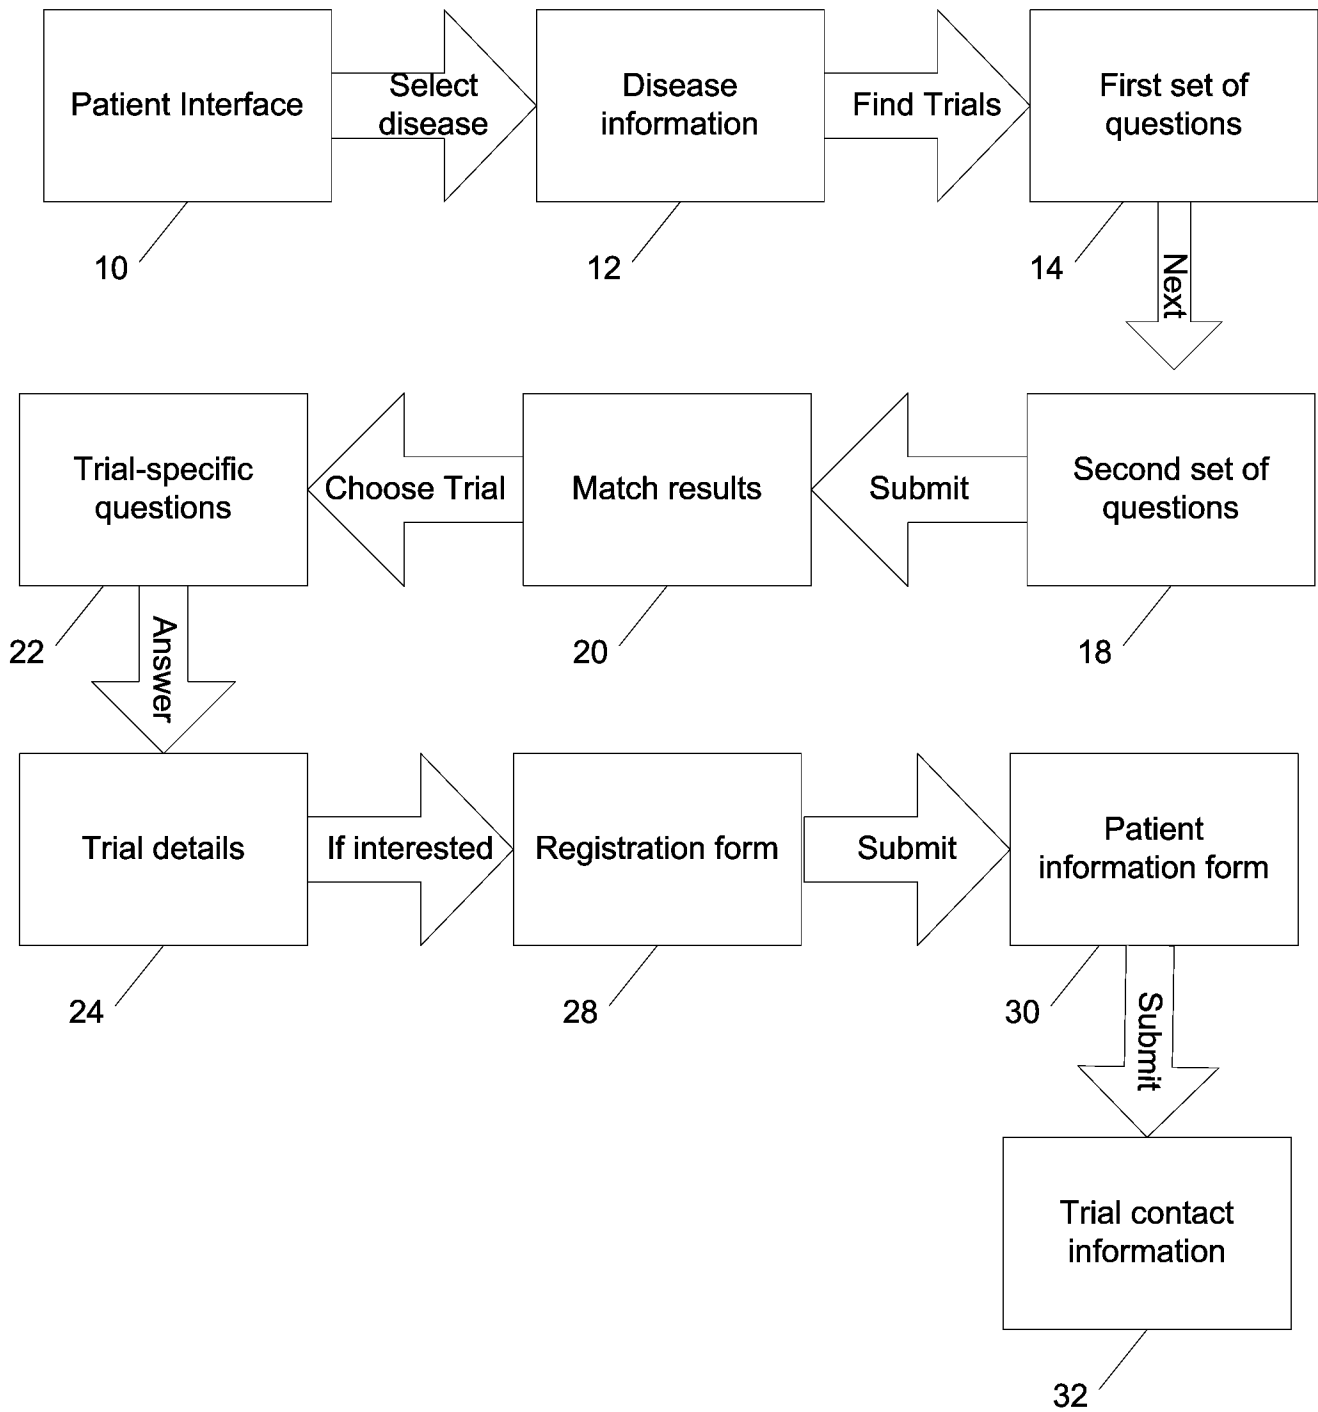 Patient Interface
Select
disease
Disease
information
Find Trials
First set of
questions
10
12
14
Next
Trial-specific
questions
Choose Trial
Match results
Submit
Second set of
questions
22
20
18
Answer
Trial details
If interested
Registration form
Submit
Patient
information form
24
28
30
Submit
Trial contact
information
32